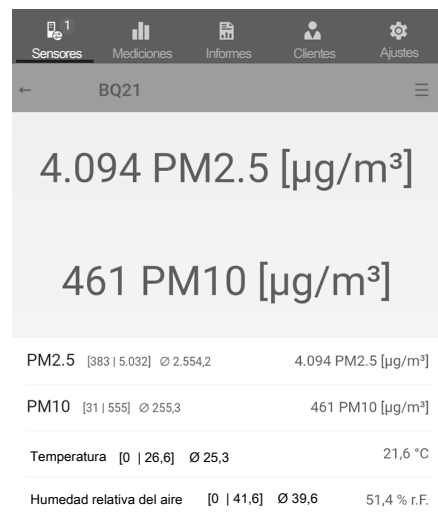 1
Sensores Mediciones Informes Clientes Ajustes
← BQ21 ☰
4.094 PM2.5 [µg/m³]
461 PM10 [µg/m³]
PM2.5 [383 | 5.032] Ø 2.554,2 4.094 PM2.5 [µg/m³]
PM10 [31 | 555] Ø 255,3 461 PM10 [µg/m³]
Temperatura [0 | 26,6] Ø 25,3 21,6 °C
Humedad relativa del aire [0 | 41,6] Ø 39,6 51,4 % r.F.